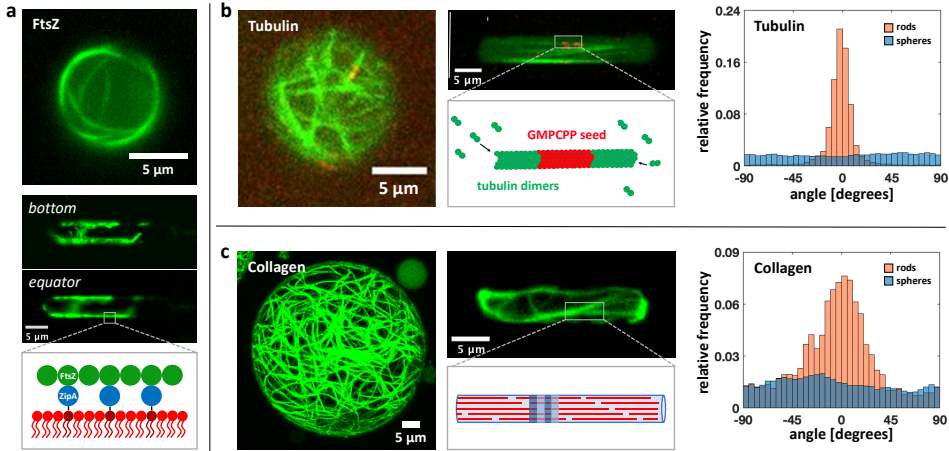 a
FtsZ
5 µm
bottom
equator
5 µm
FtsZ
ZipA
b
Tubulin
5 µm
5 µm
GMPCPP seed
tubulin dimers
Tubulin
rods
spheres
relative frequency
0.24
0.16
0.08
0
-90 -45 0 45 90
angle [degrees]
c
Collagen
5 µm
5 µm
Collagen
rods
spheres
relative frequency
0.09
0.06
0.03
0
-90 -45 0 45 90
angle [degrees]